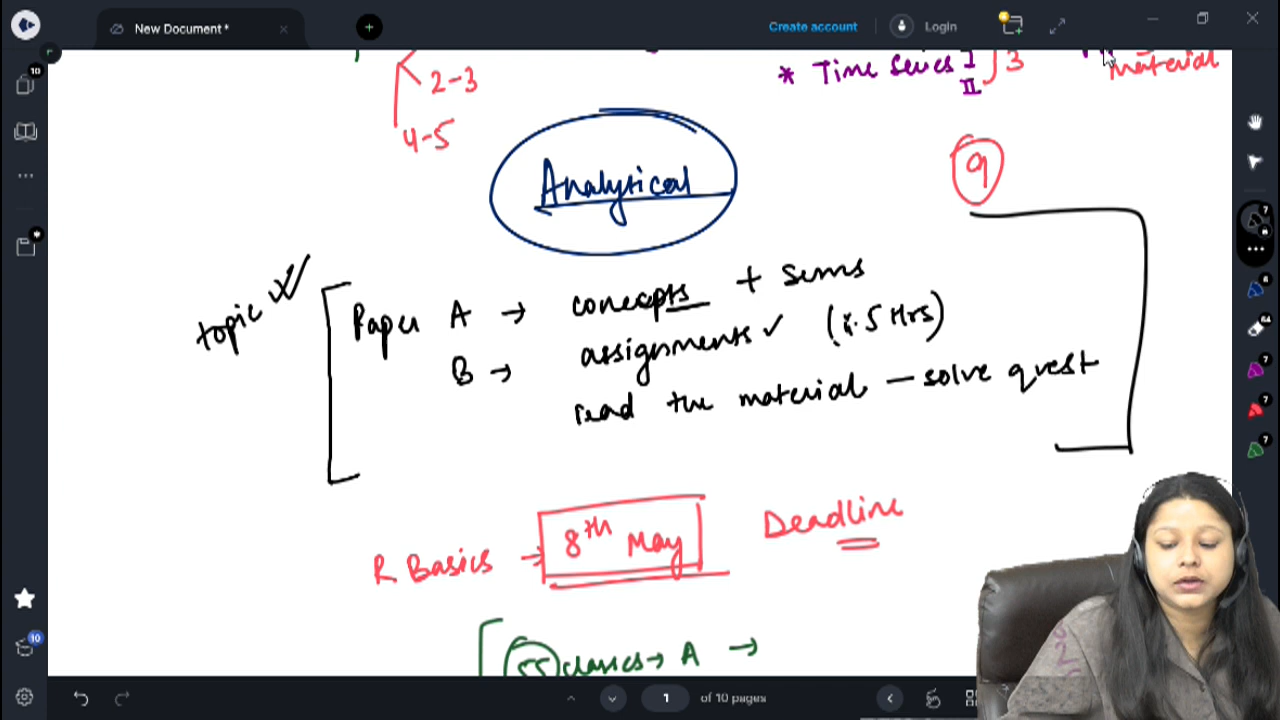 New Document *
Create account
Login
2-3
4-5
* Time Series I
II
3
material
Analytical
9
topic
Paper A → concepts + sums
B → assignments ✓ (1.5 Hrs)
read the material – solve quest
R Basics → 8th May
Deadline
55 classes → A →
1 of 10 pages